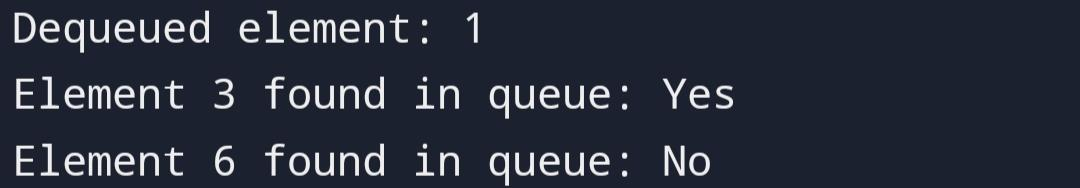 Dequeued element: 1
Element 3 found in queue: Yes
Element 6 found in queue: No